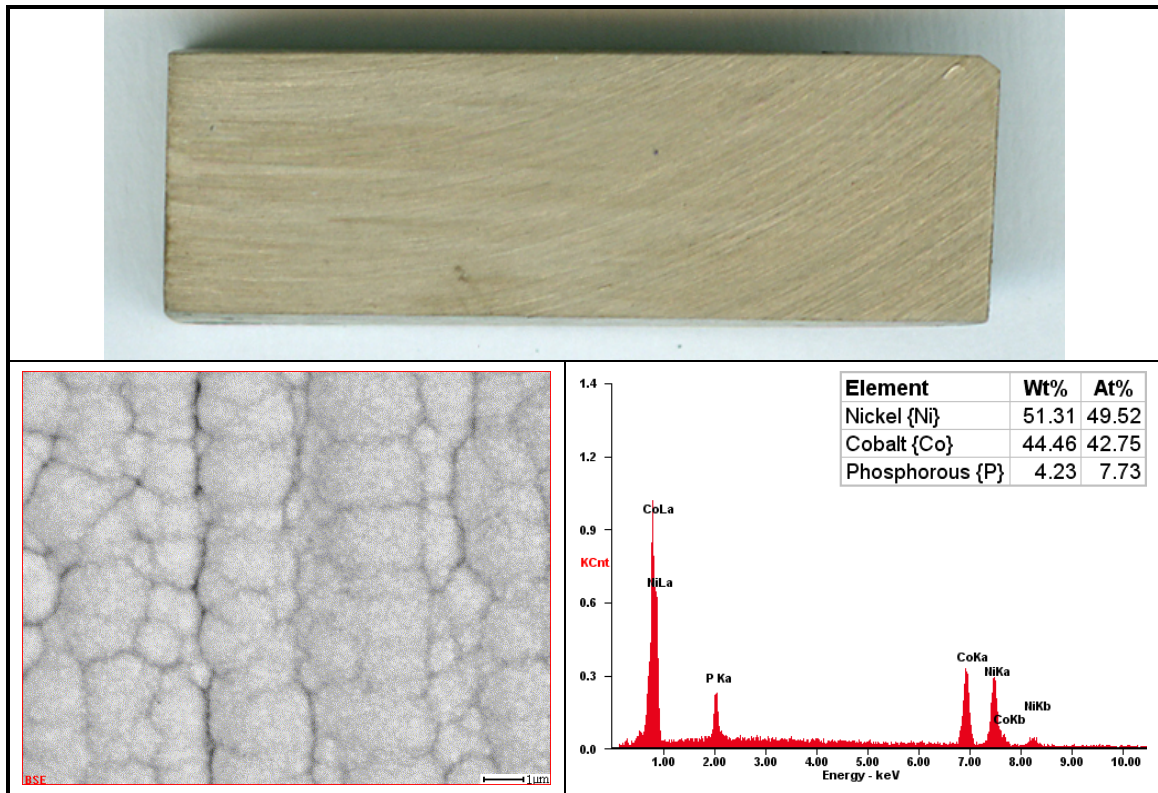 BSE
1µm
1.4
1.2
0.9
KCnt
0.6
0.3
0.0
CoLa
NiLa
P Ka
CoKa
NiKa
CoKb
NiKb
1.00 2.00 3.00 4.00 5.00 6.00 7.00 8.00 9.00 10.00
Energy - keV
Element Wt% At%
Nickel {Ni} 51.31 49.52
Cobalt {Co} 44.46 42.75
Phosphorous {P} 4.23 7.73